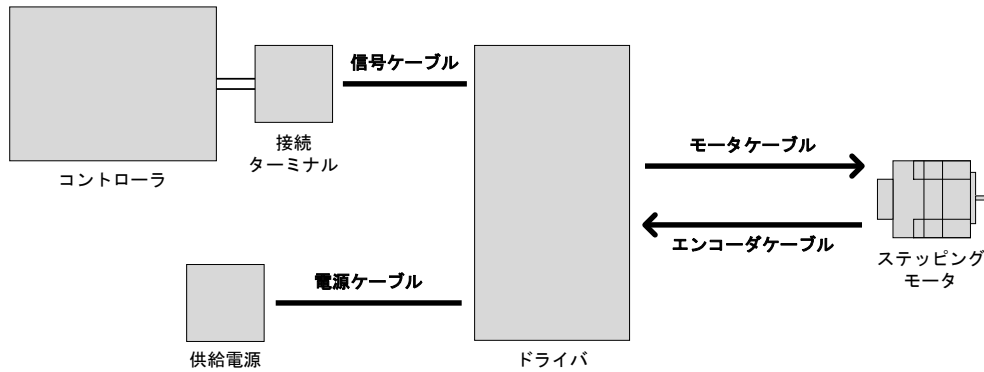 信号ケーブル
接続
ターミナル
コントローラ
モータケーブル
エンコーダケーブル
ステッピング
モータ
電源ケーブル
供給電源
ドライバ